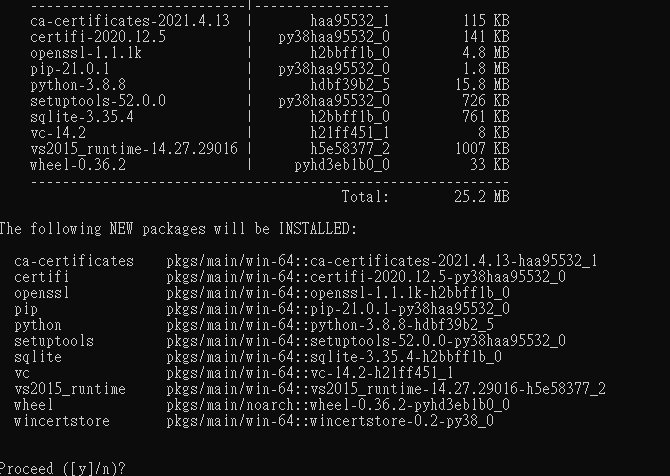 ---------------------------|-----------------
ca-certificates-2021.4.13  |       haa95532_1         115 KB
certifi-2020.12.5          |   py38haa95532_0         141 KB
openssl-1.1.1k             |       h2bbff1b_0         4.8 MB
pip-21.0.1                 |   py38haa95532_0         1.8 MB
python-3.8.8               |       hdbf39b2_5        15.8 MB
setuptools-52.0.0          |   py38haa95532_0         726 KB
sqlite-3.35.4              |       h2bbff1b_0         761 KB
vc-14.2                    |       h21ff451_1           8 KB
vs2015_runtime-14.27.29016 |       h5e58377_2        1007 KB
wheel-0.36.2               |     pyhd3eb1b0_0          33 KB
------------------------------------------------------------
Total:        25.2 MB
The following NEW packages will be INSTALLED:
ca-certificates    pkgs/main/win-64::ca-certificates-2021.4.13-haa95532_1
certifi            pkgs/main/win-64::certifi-2020.12.5-py38haa95532_0
openssl            pkgs/main/win-64::openssl-1.1.1k-h2bbff1b_0
pip                pkgs/main/win-64::pip-21.0.1-py38haa95532_0
python             pkgs/main/win-64::python-3.8.8-hdbf39b2_5
setuptools         pkgs/main/win-64::setuptools-52.0.0-py38haa95532_0
sqlite             pkgs/main/win-64::sqlite-3.35.4-h2bbff1b_0
vc                 pkgs/main/win-64::vc-14.2-h21ff451_1
vs2015_runtime     pkgs/main/win-64::vs2015_runtime-14.27.29016-h5e58377_2
wheel              pkgs/main/noarch::wheel-0.36.2-pyhd3eb1b0_0
wincertstore       pkgs/main/win-64::wincertstore-0.2-py38_0
Proceed ([y]/n)?